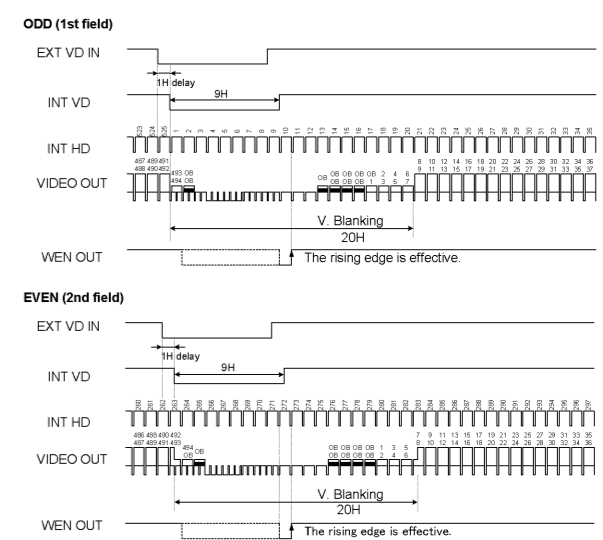 ODD (1st field)
EXT VD IN
1H delay
9H
INT VD
523 524 525 1 2 3 4 5 6 7 8 9 10 11 12 13 14 15 16 17 18 19 20 21 22 23 24 25 26 27 28 29 30 31 32 33 34 35
INT HD
487 489 491 8 10 12 14 16 18 20 22 24 26 28 30 32 34 36
488 490 492 9 11 13 15 17 19 21 23 25 27 29 31 33 35 37
493 OB OB OB OB OB OB 2 4 6
494 OB OB OB OB OB 1 3 5 7
VIDEO OUT
V. Blanking
20H
WEN OUT
The rising edge is effective.
EVEN (2nd field)
EXT VD IN
1H delay
9H
INT VD
260 261 262 263 264 265 266 267 268 269 270 271 272 273 274 275 276 277 278 279 280 281 282 283 284 285 286 287 288 289 290 291 292 293 294 295 296 297
INT HD
486 488 490 492 7 9 11 13 15 17 19 21 23 25 27 29 31 33 35
487 489 491 493 8 10 12 14 16 18 20 22 24 26 28 30 32 34 36
494 OB OB OB OB OB 1 3 5
OB OB OB OB OB 2 4 6
VIDEO OUT
V. Blanking
20H
WEN OUT
The rising edge is effective.